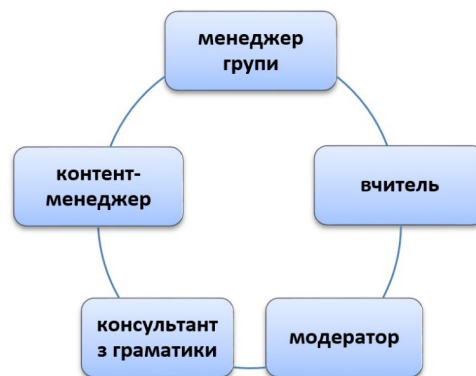 менеджер
групи
контент-
менеджер
вчитель
консультант
з граматики
модератор